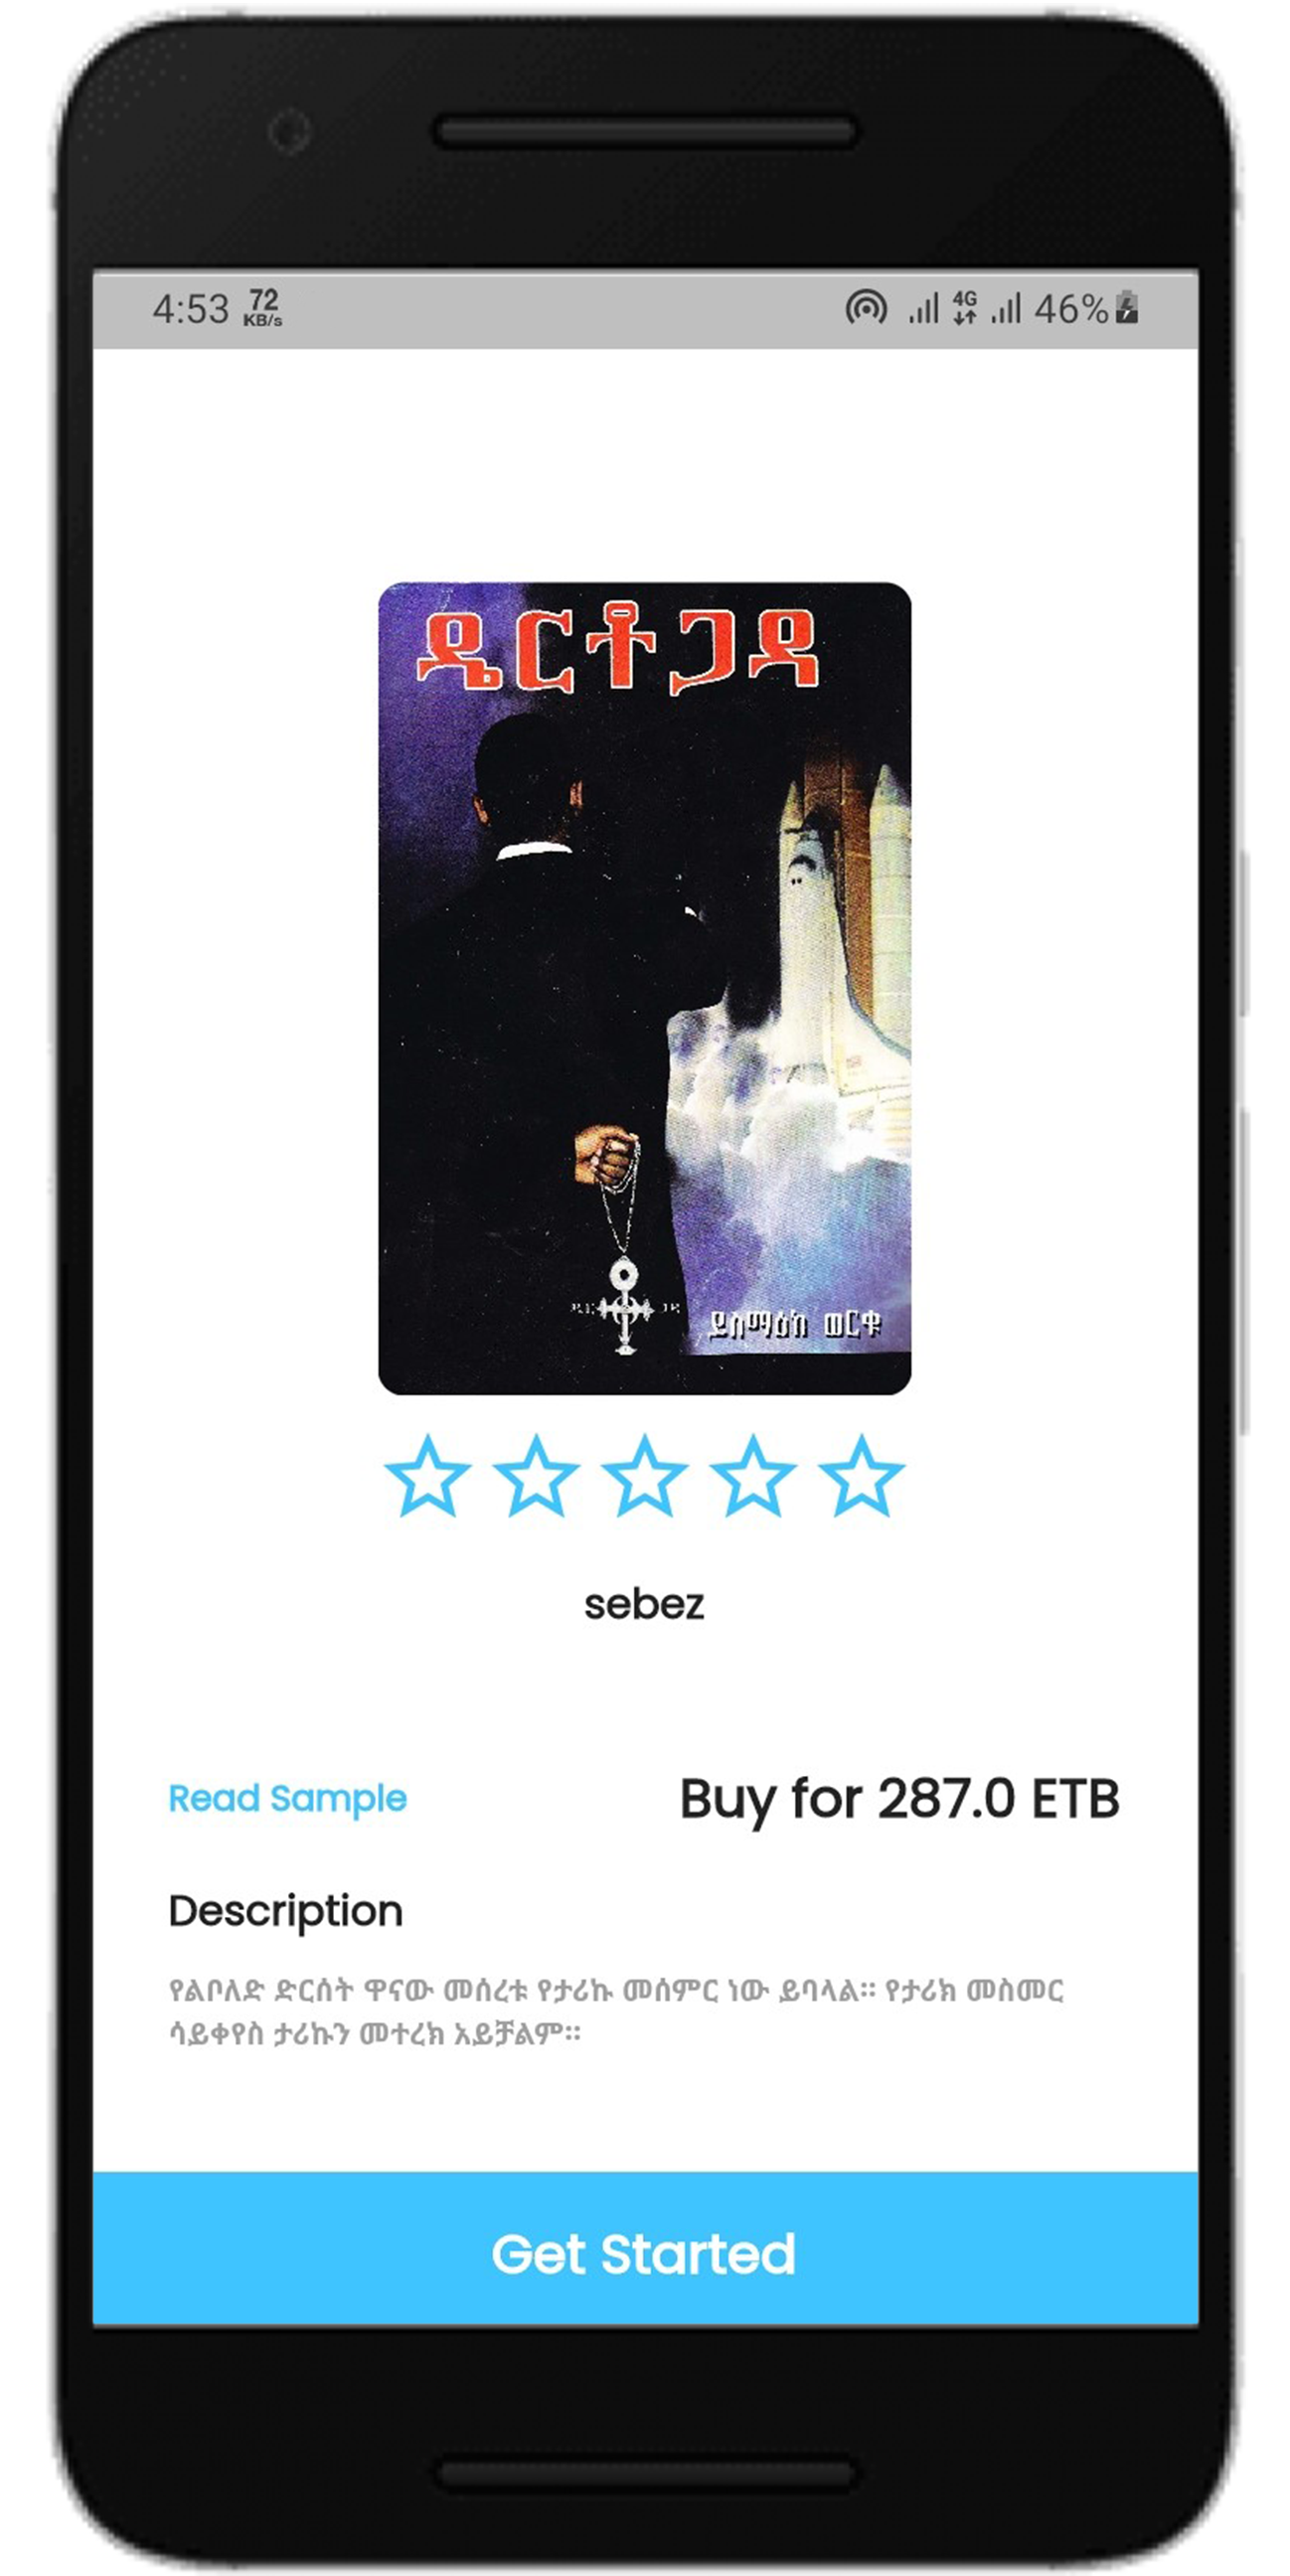 4:53 72 KB/s 4G 46%
ዴርቶጋዳ
ይስማዕከ ወርቁ
sebez
Read Sample
Buy for 287.0 ETB
Description
የልቦለድ ድርሰት ዋናው መሰረቱ የታሪኩ መሰምር ነው ይባላል። የታሪክ መስመር
ሳይቀየስ ታሪኩን መተረክ አይቻልም።
Get Started